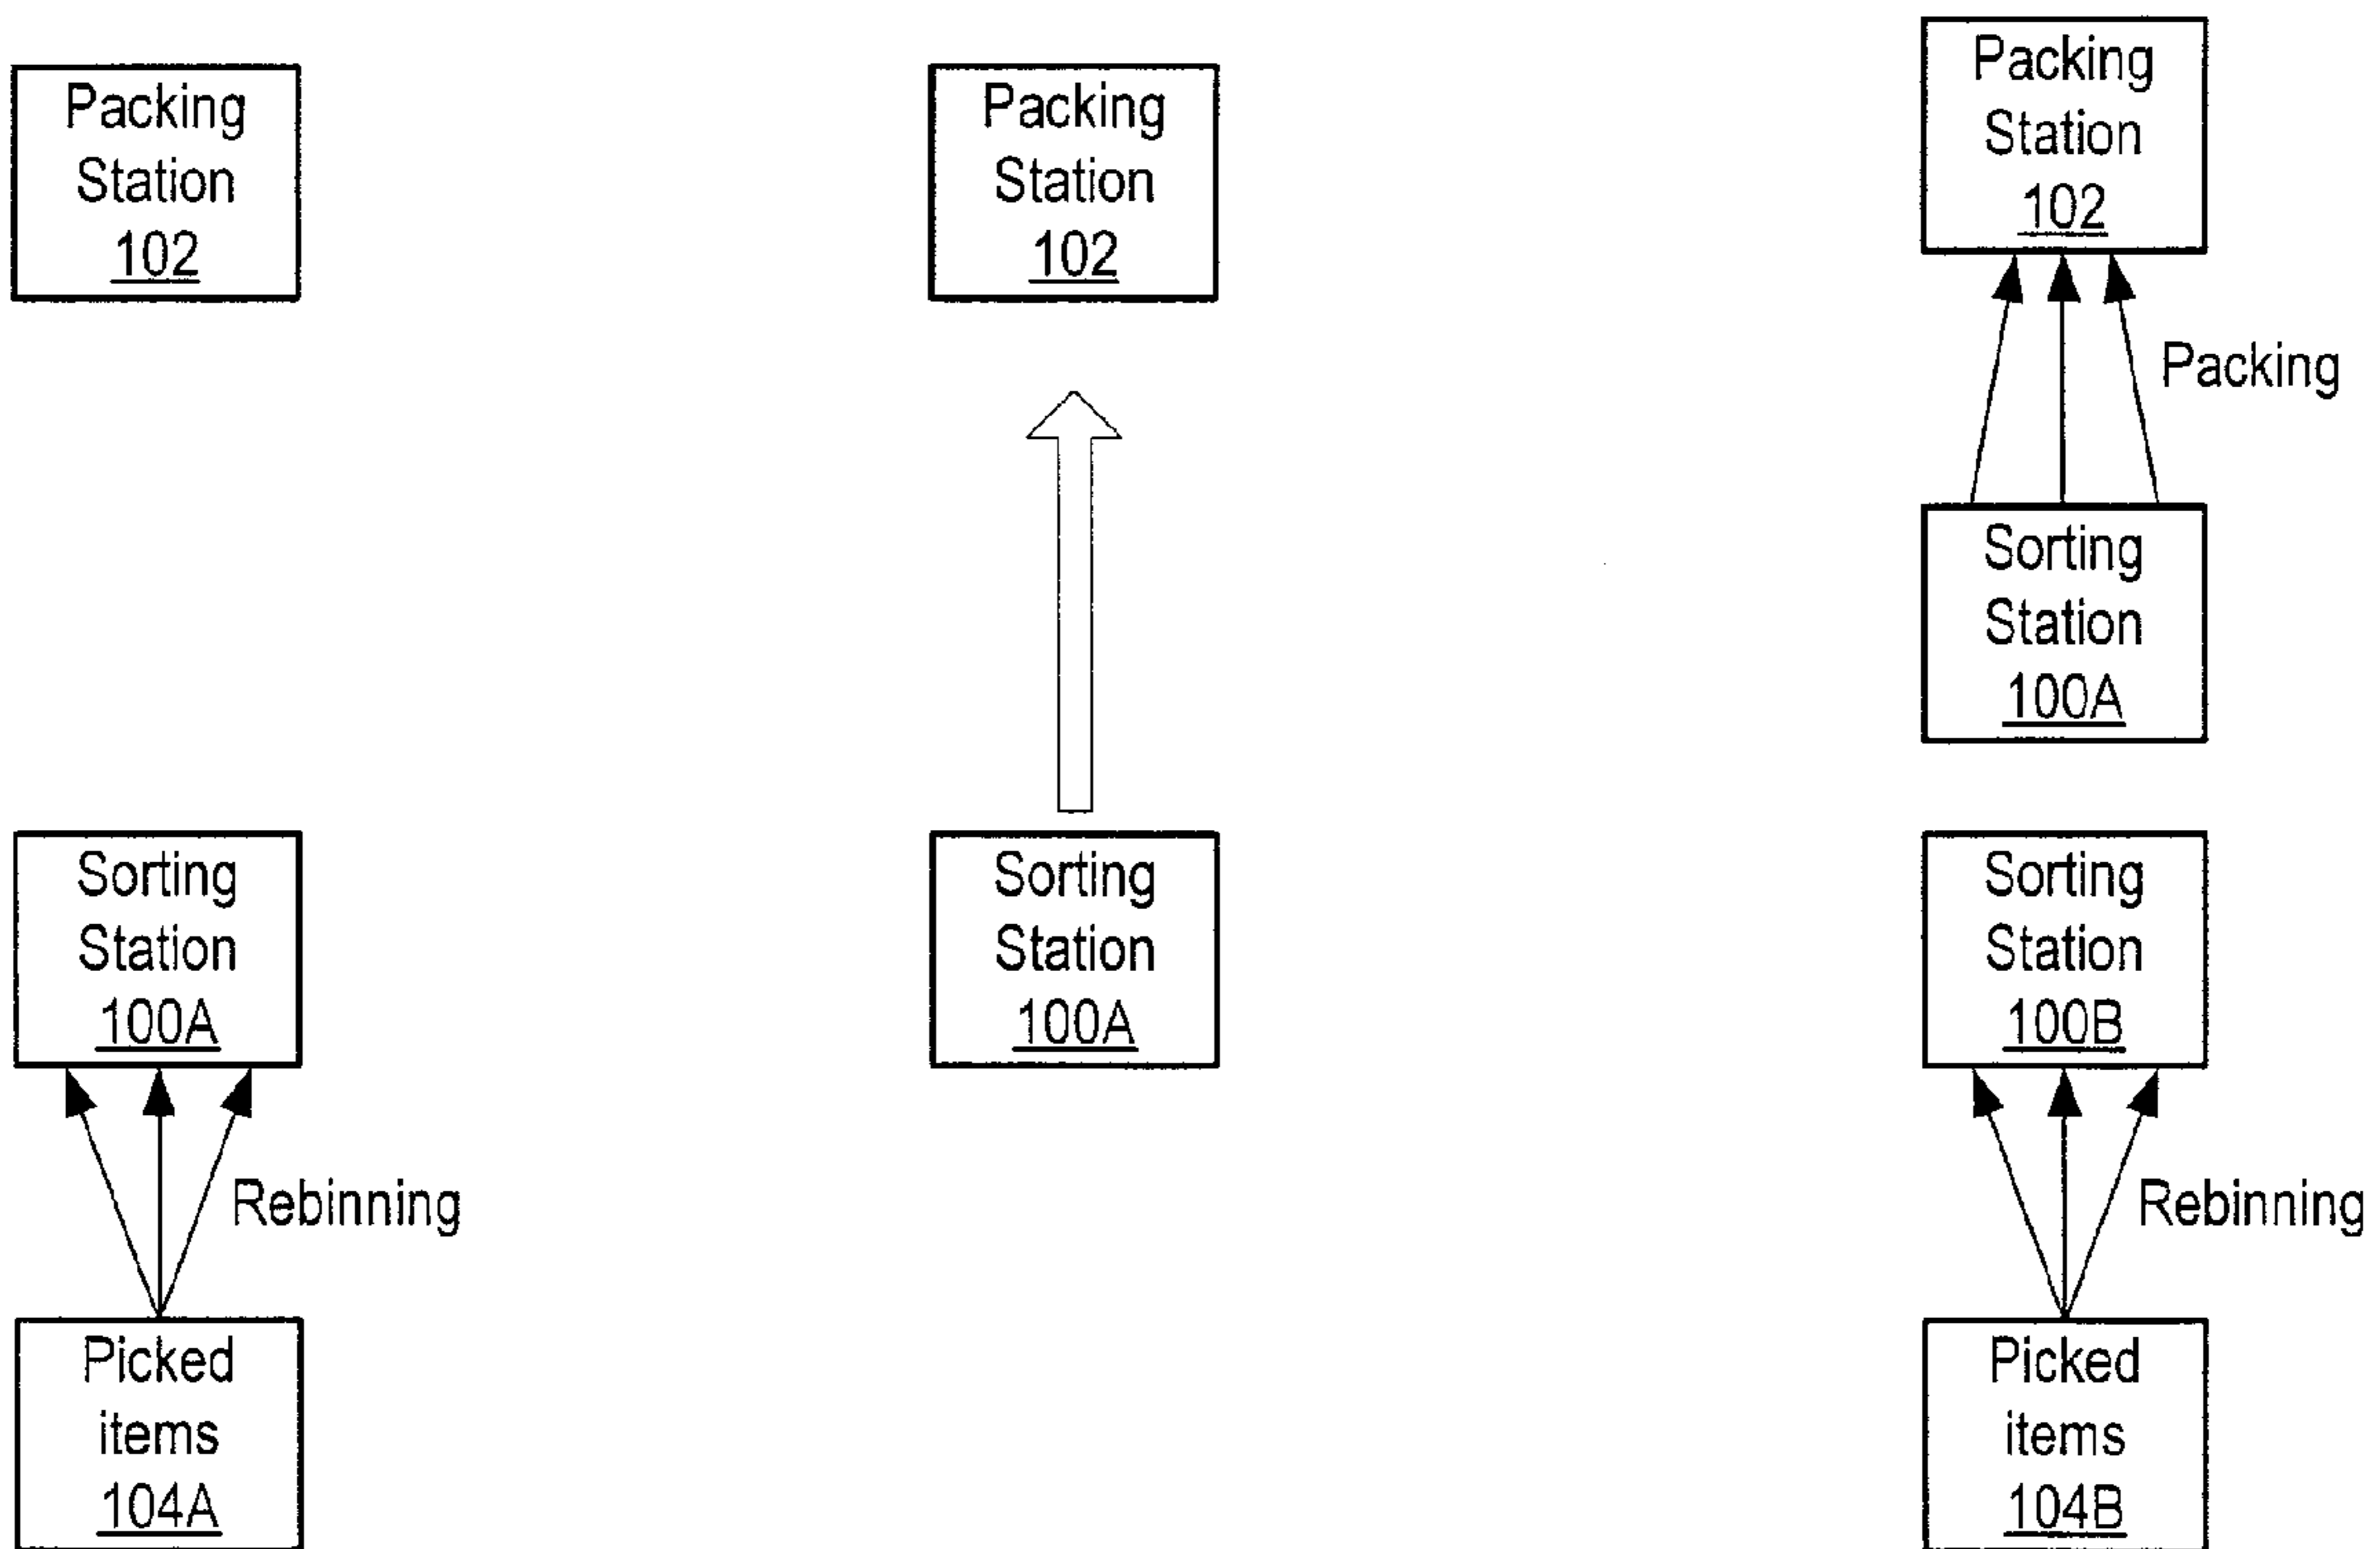 Packing
Station
102
Sorting
Station
100A
Rebinning
Picked
items
104A
Packing
Station
102
Sorting
Station
100A
Packing
Station
102
Packing
Sorting
Station
100A
Sorting
Station
100B
Rebinning
Picked
items
104B